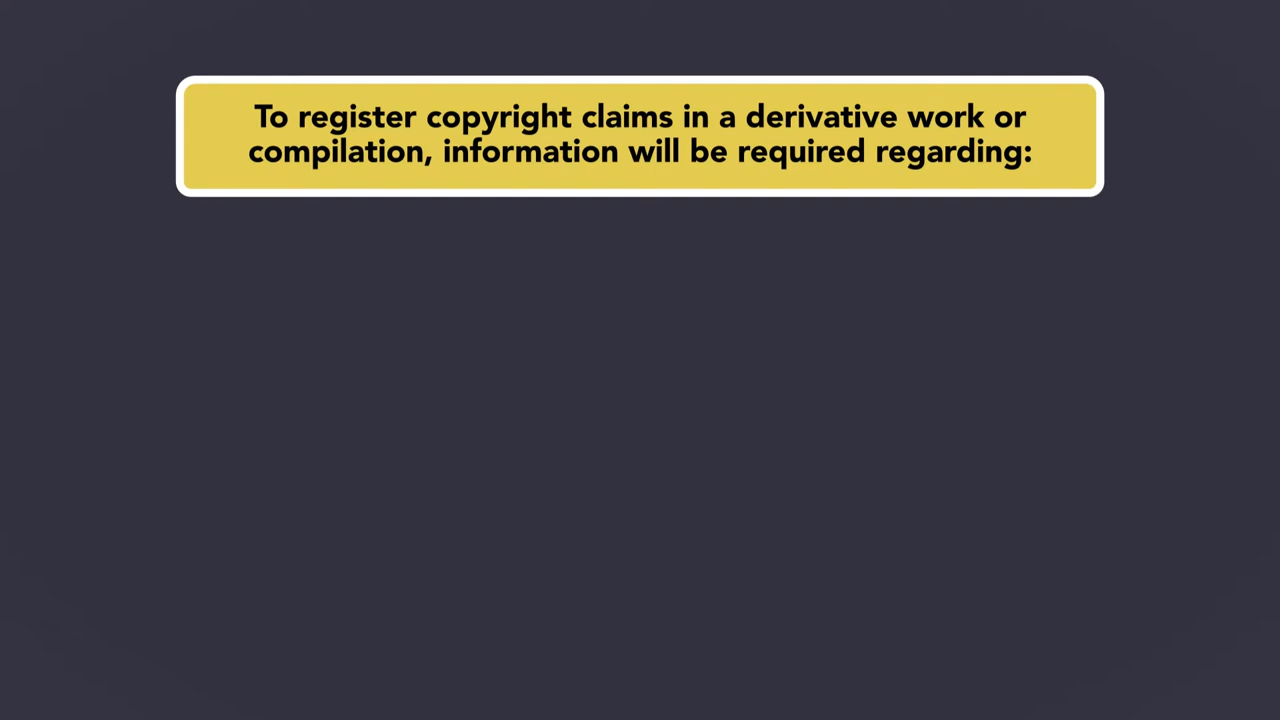 To register copyright claims in a derivative work or
compilation, information will be required regarding: